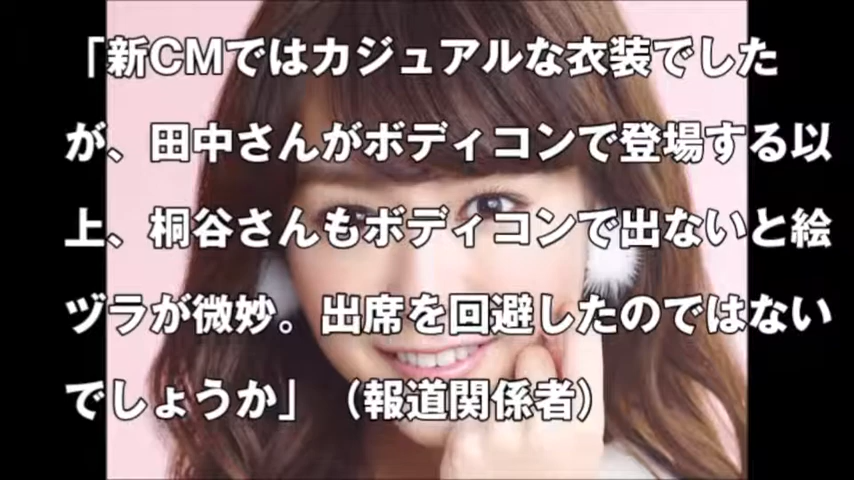 「新CMではカジュアルな衣装でした
が、田中さんがボディコンで登場する以
上、桐谷さんもボディコンで出ないと絵
ヅラが微妙。出席を回避したのではない
でしょうか」（報道関係者）